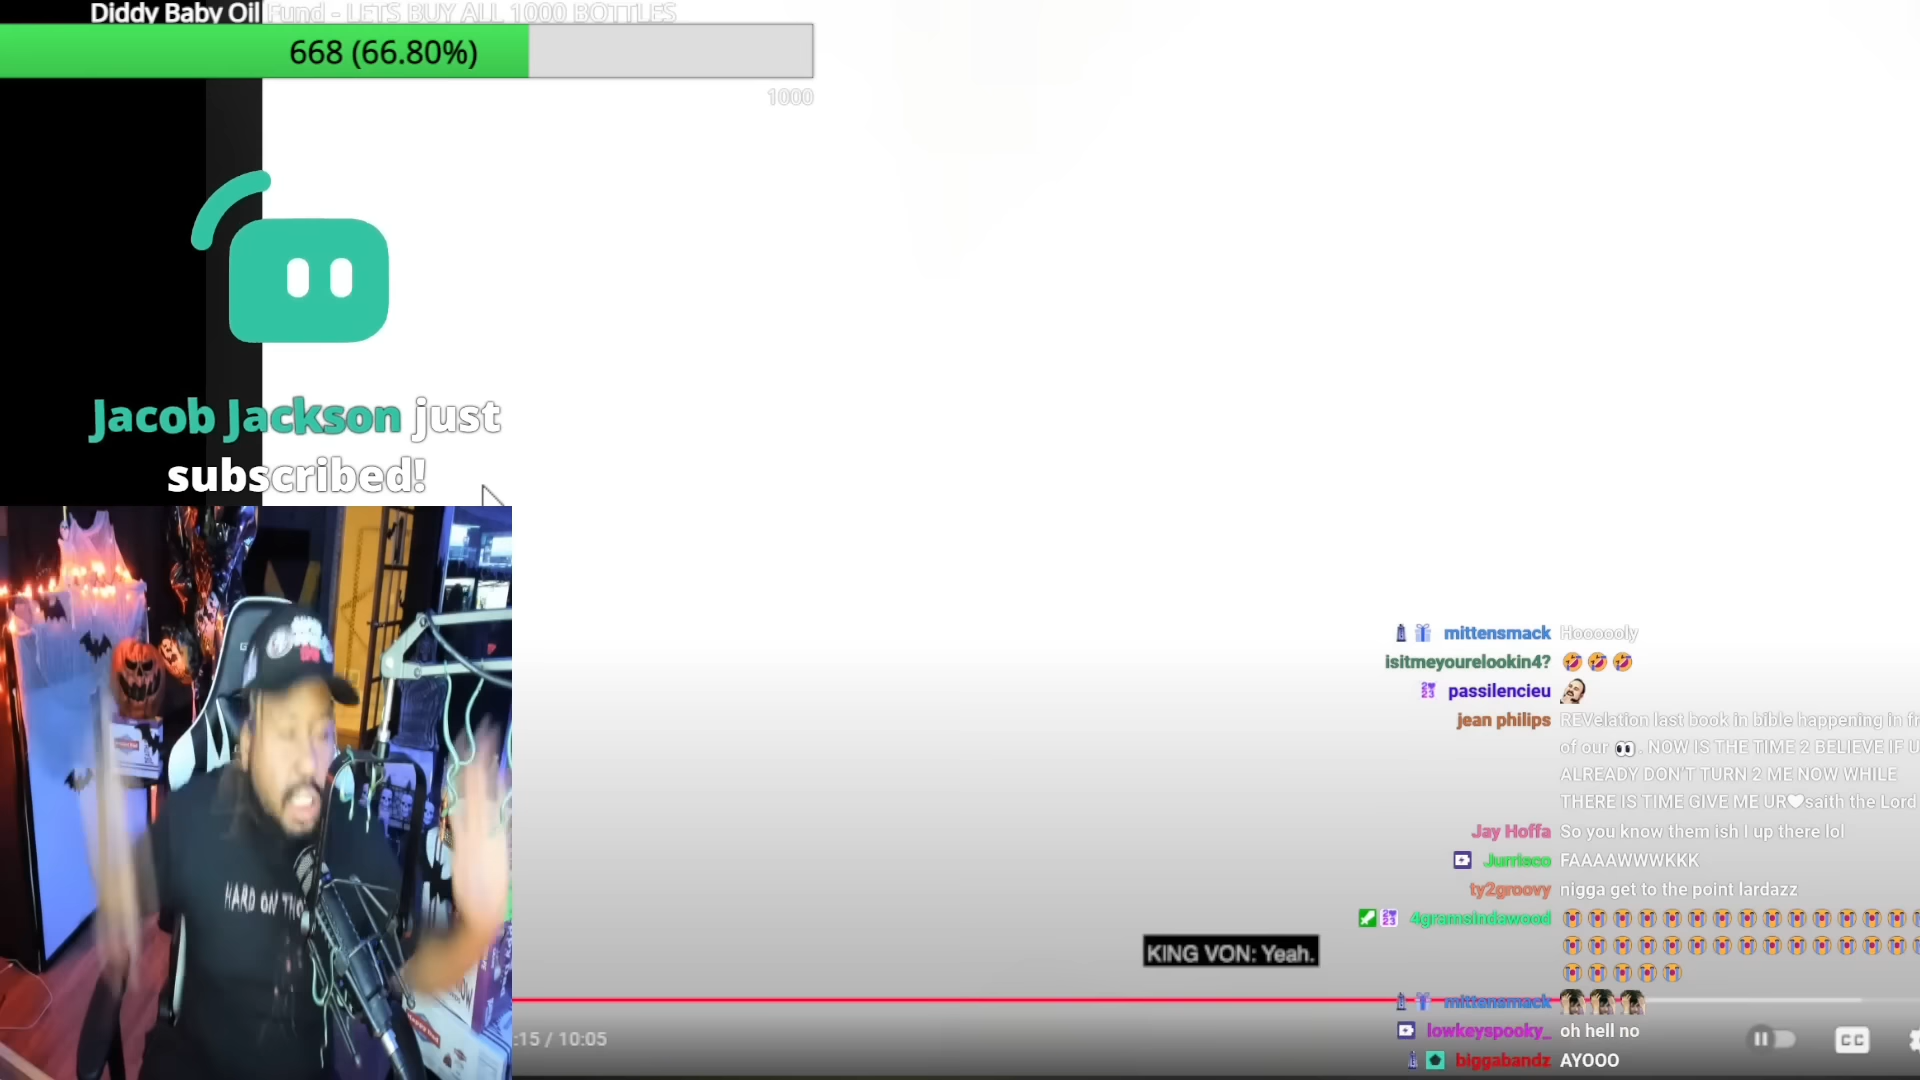 Diddy Baby Oil Fund - LETS BUY ALL 1000 BOTTLES
668 (66.80%)
1000
Jacob Jackson just
subscribed!
HARD ON
mittensmack Hoooooly
isitmeyourelookin4? 🤣🤣🤣
passilencieu
jean philips REVelation last book in bible happening in
of our 👀. NOW IS THE TIME 2 BELIEVE IF U
ALREADY DON'T TURN 2 ME NOW WHILE
THERE IS TIME GIVE ME UR🤍saith the Lord
Jay Hoffa So you know them ish I up there lol
Jurrisco FAAAAWWWKKK
ty2groovy nigga get to the point lardazz
4gramsindawood 😭😭😭😭😭😭😭😭😭😭😭😭😭😭😭
😭😭😭😭😭😭😭😭😭😭😭😭😭😭😭
😭😭😭😭😭
KING VON: Yeah.
mittensmack
lowkeyspooky_ oh hell no
:15 / 10:05
CC
biggabandz AYOOO